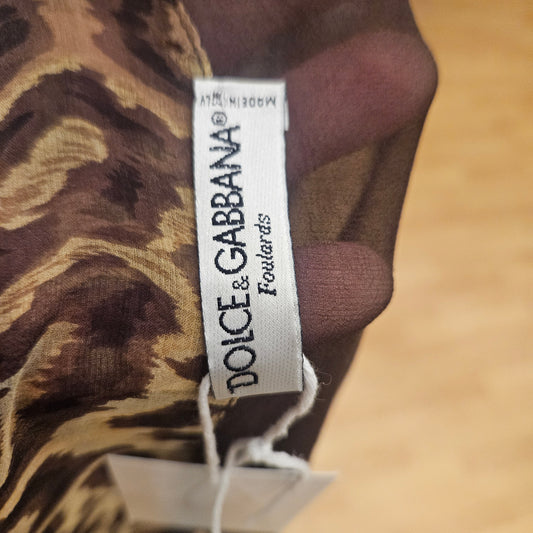 DOLCE & GABBANA®
Foulards
MADE IN ITALY